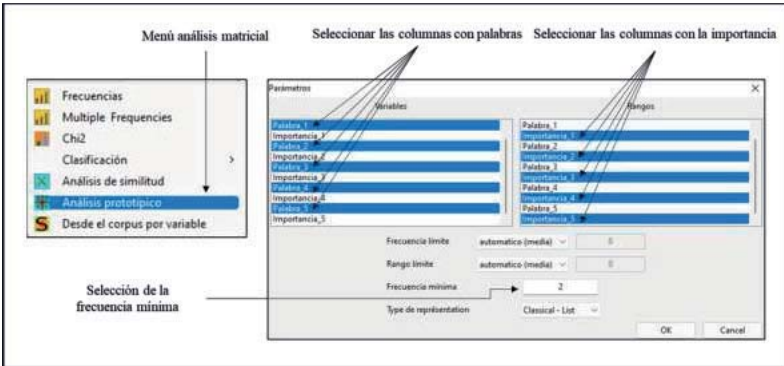 Menú análisis matricial
Seleccionar las columnas con palabras
Seleccionar las columnas con la importancia
Frecuencias
Multiple Frequencies
Chi2
Clasificación >
Análisis de similitud
Análisis prototípico
Desde el corpus por variable
Parámetros X
Variables
Palabra_1
Importancia_1
Palabra_2
Importancia_2
Palabra_3
Importancia_3
Palabra_4
Importancia_4
Palabra_5
Importancia_5
Rangos
Palabra_1
Importancia_1
Palabra_2
Importancia_2
Palabra_3
Importancia_3
Palabra_4
Importancia_4
Palabra_5
Importancia_5
Frecuencia límite automatico (media) 0
Rango límite automatico (media) 0
Frecuencia mínima 2
Type de représentation Classical - List
OK Cancel
Selección de la
frecuencia mínima